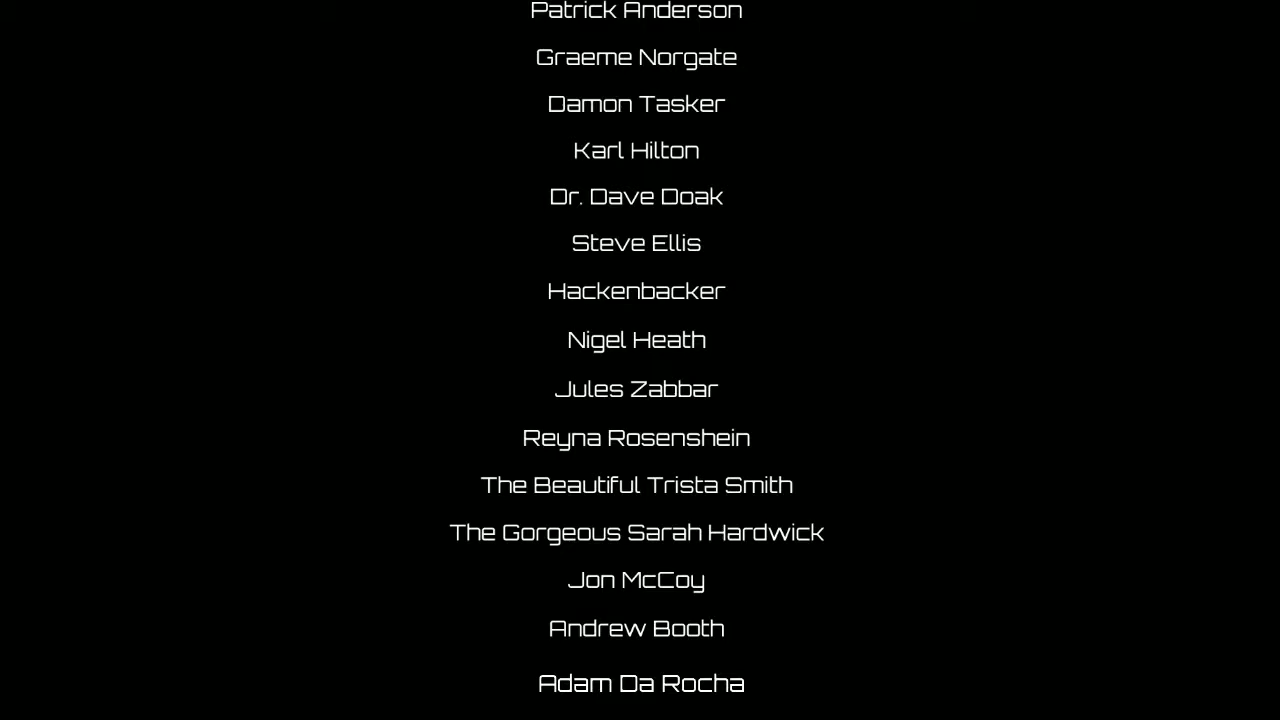 Patrick Anderson
Graeme Norgate
Damon Tasker
Karl Hilton
Dr. Dave Doak
Steve Ellis
Hackenbacker
Nigel Heath
Jules Zabbar
Reyna Rosenshein
The Beautiful Trista Smith
The Gorgeous Sarah Hardwick
Jon McCoy
Andrew Booth
Adam Da Rocha